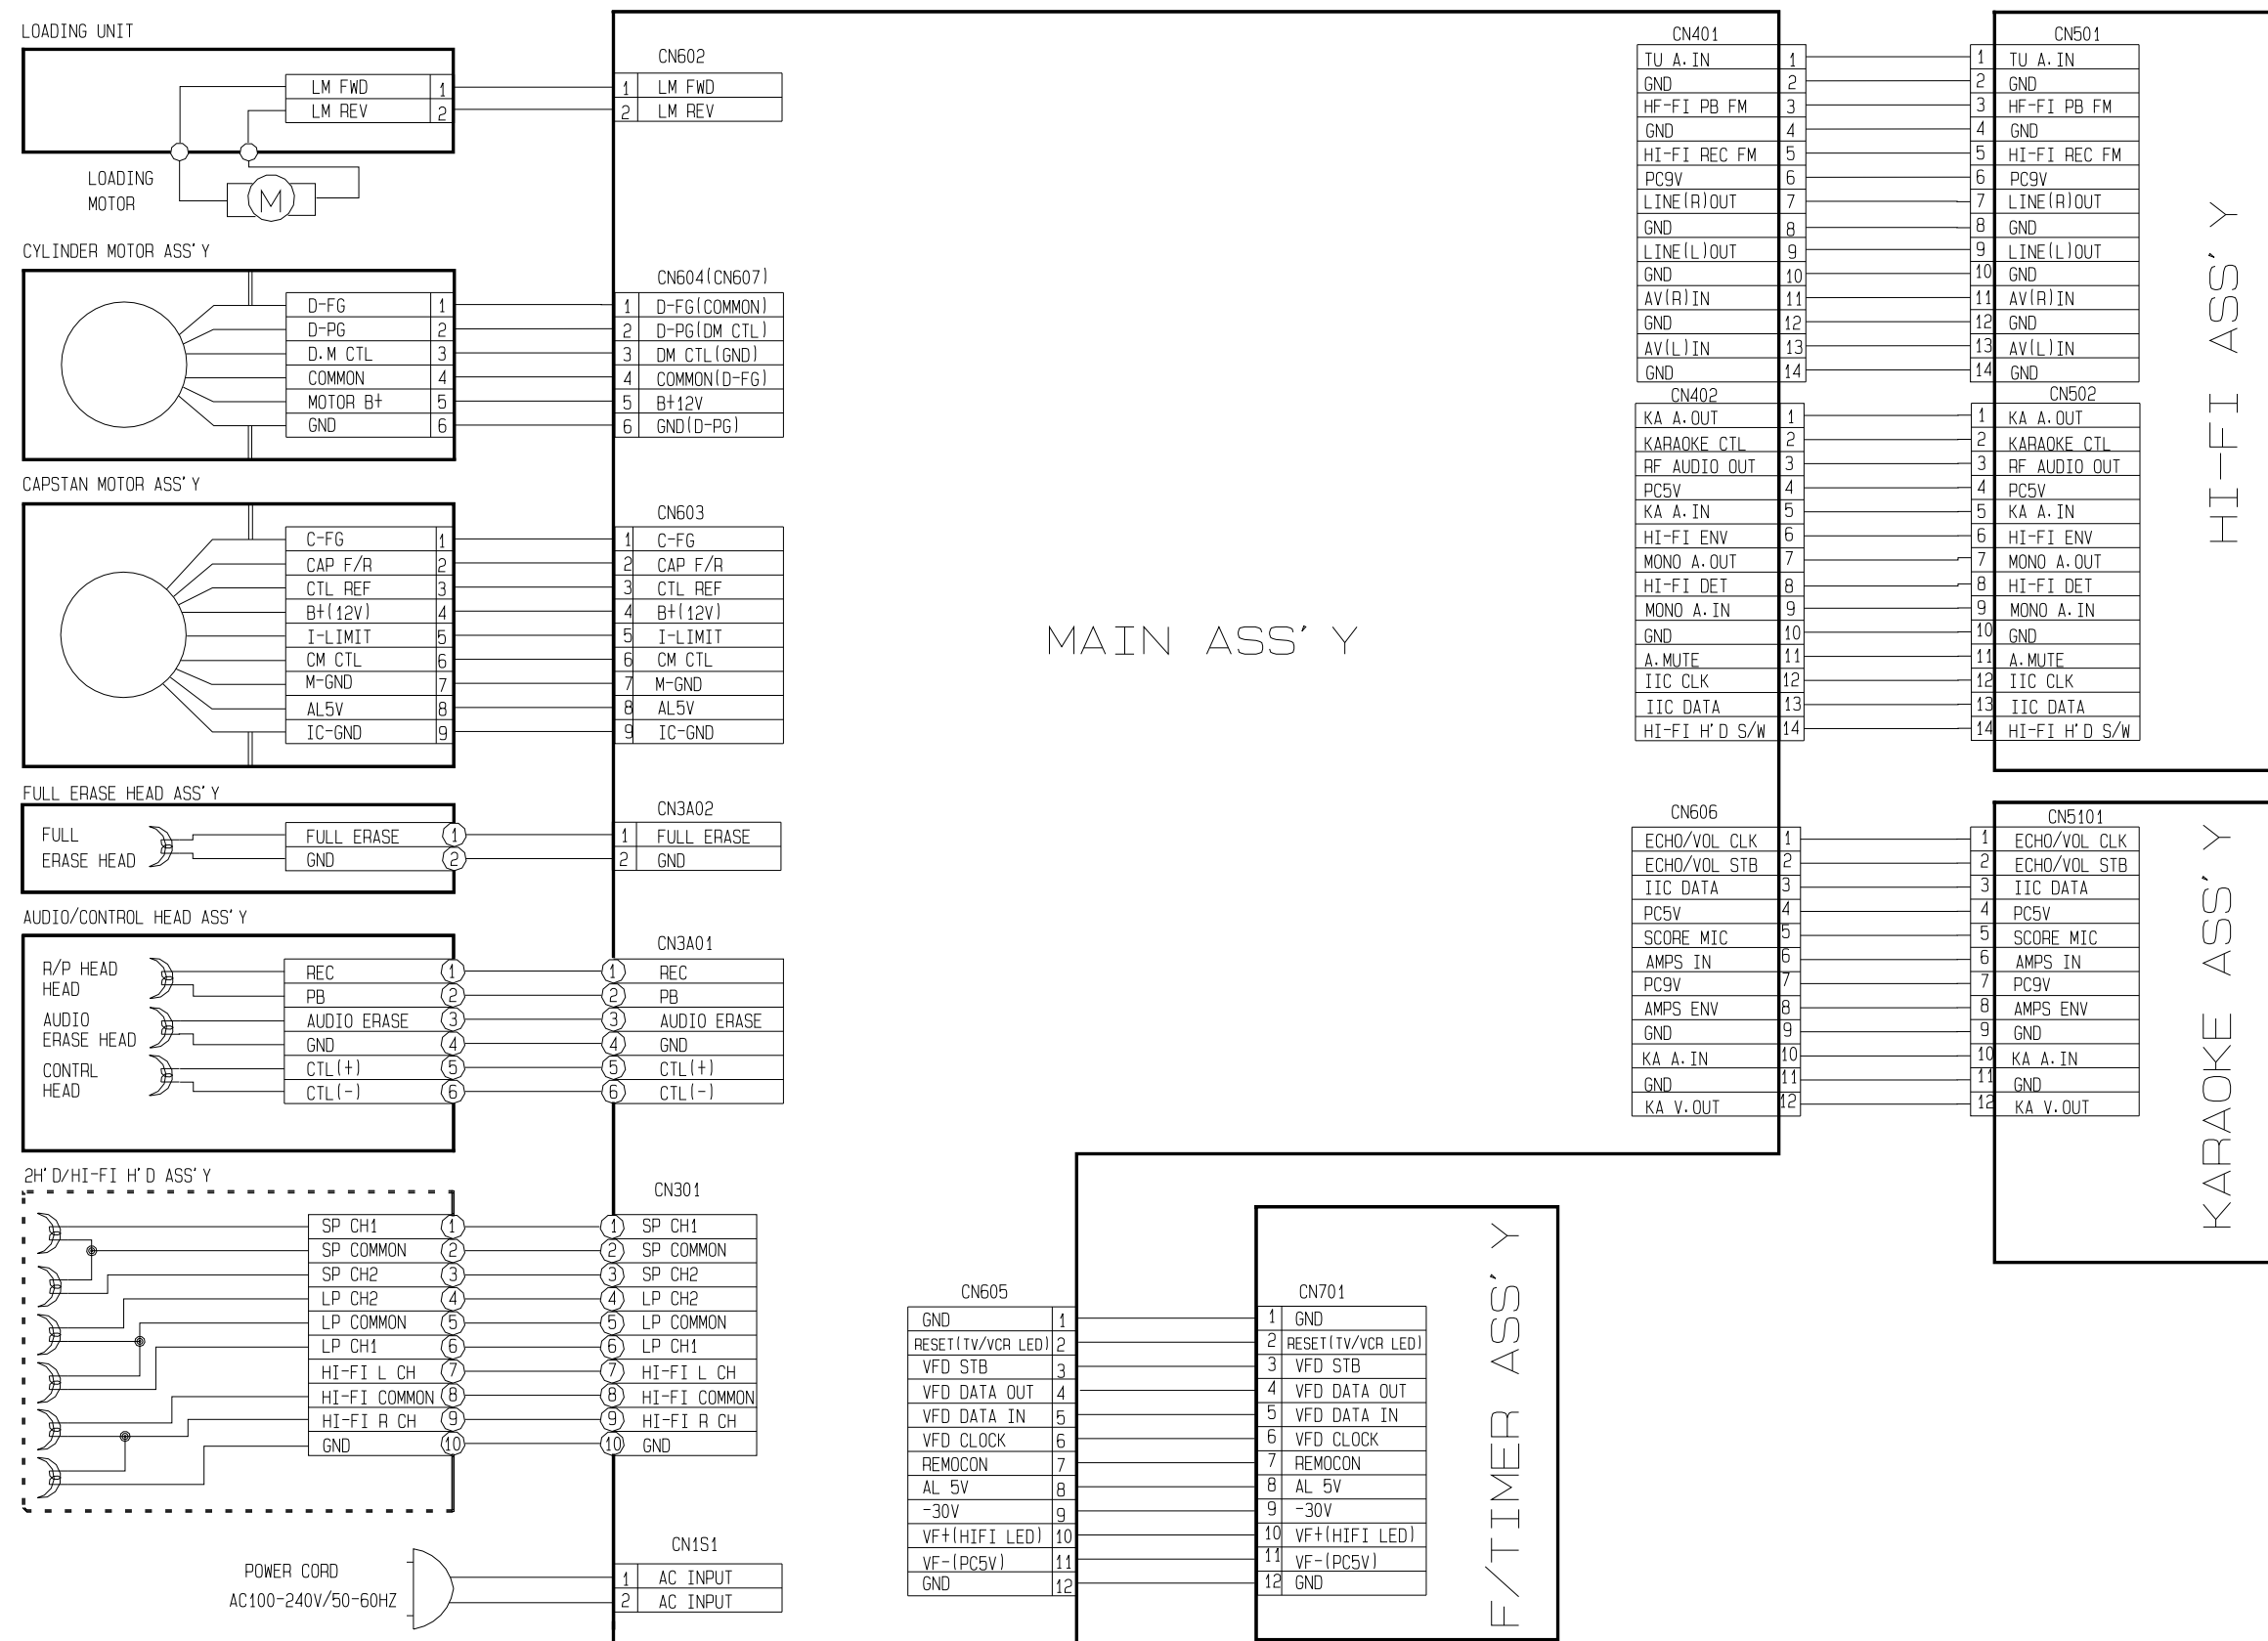 LOADING UNIT
LM FWD 1
LM REV 2
LOADING
MOTOR
M
CN602
1 LM FWD
2 LM REV
CYLINDER MOTOR ASS'Y
D-FG 1
D-PG 2
D.M CTL 3
COMMON 4
MOTOR B+ 5
GND 6
CN604(CN607)
1 D-FG(COMMON)
2 D-PG(DM CTL)
3 DM CTL(GND)
4 COMMON(D-FG)
5 B+12V
6 GND(D-PG)
CAPSTAN MOTOR ASS'Y
C-FG 1
CAP F/R 2
CTL REF 3
B+(12V) 4
I-LIMIT 5
CM CTL 6
M-GND 7
AL5V 8
IC-GND 9
CN603
1 C-FG
2 CAP F/R
3 CTL REF
4 B+(12V)
5 I-LIMIT
6 CM CTL
7 M-GND
8 AL5V
9 IC-GND
FULL ERASE HEAD ASS'Y
FULL
ERASE HEAD
FULL ERASE 1
GND 2
CN3A02
1 FULL ERASE
2 GND
AUDIO/CONTROL HEAD ASS'Y
R/P HEAD
HEAD
AUDIO
ERASE HEAD
CONTRL
HEAD
REC 1
PB 2
AUDIO ERASE 3
GND 4
CTL(+) 5
CTL(-) 6
CN3A01
1 REC
2 PB
3 AUDIO ERASE
4 GND
5 CTL(+)
6 CTL(-)
2H'D/HI-FI H'D ASS'Y
SP CH1 1
SP COMMON 2
SP CH2 3
LP CH2 4
LP COMMON 5
LP CH1 6
HI-FI L CH 7
HI-FI COMMON 8
HI-FI R CH 9
GND 10
CN301
1 SP CH1
2 SP COMMON
3 SP CH2
4 LP CH2
5 LP COMMON
6 LP CH1
7 HI-FI L CH
8 HI-FI COMMON
9 HI-FI R CH
10 GND
POWER CORD
AC100-240V/50-60HZ
CN1S1
1 AC INPUT
2 AC INPUT
MAIN ASS'Y
CN401
TU A.IN 1
GND 2
HF-FI PB FM 3
GND 4
HI-FI REC FM 5
PC9V 6
LINE(R)OUT 7
GND 8
LINE(L)OUT 9
GND 10
AV(R)IN 11
GND 12
AV(L)IN 13
GND 14
CN501
1 TU A.IN
2 GND
3 HF-FI PB FM
4 GND
5 HI-FI REC FM
6 PC9V
7 LINE(R)OUT
8 GND
9 LINE(L)OUT
10 GND
11 AV(R)IN
12 GND
13 AV(L)IN
14 GND
CN402
KA A.OUT 1
KARAOKE CTL 2
RF AUDIO OUT 3
PC5V 4
KA A.IN 5
HI-FI ENV 6
MONO A.OUT 7
HI-FI DET 8
MONO A.IN 9
GND 10
A.MUTE 11
IIC CLK 12
IIC DATA 13
HI-FI H'D S/W 14
CN502
1 KA A.OUT
2 KARAOKE CTL
3 RF AUDIO OUT
4 PC5V
5 KA A.IN
6 HI-FI ENV
7 MONO A.OUT
8 HI-FI DET
9 MONO A.IN
10 GND
11 A.MUTE
12 IIC CLK
13 IIC DATA
14 HI-FI H'D S/W
HI-FI ASS'Y
CN606
ECHO/VOL CLK 1
ECHO/VOL STB 2
IIC DATA 3
PC5V 4
SCORE MIC 5
AMPS IN 6
PC9V 7
AMPS ENV 8
GND 9
KA A.IN 10
GND 11
KA V.OUT 12
CN5101
1 ECHO/VOL CLK
2 ECHO/VOL STB
3 IIC DATA
4 PC5V
5 SCORE MIC
6 AMPS IN
7 PC9V
8 AMPS ENV
9 GND
10 KA A.IN
11 GND
12 KA V.OUT
KARAOKE ASS'Y
CN605
GND 1
RESET(TV/VCR LED) 2
VFD STB 3
VFD DATA OUT 4
VFD DATA IN 5
VFD CLOCK 6
REMOCON 7
AL 5V 8
-30V 9
VF+(HIFI LED) 10
VF-(PC5V) 11
GND 12
CN701
1 GND
2 RESET(TV/VCR LED)
3 VFD STB
4 VFD DATA OUT
5 VFD DATA IN
6 VFD CLOCK
7 REMOCON
8 AL 5V
9 -30V
10 VF+(HIFI LED)
11 VF-(PC5V)
12 GND
F/TIMER ASS'Y